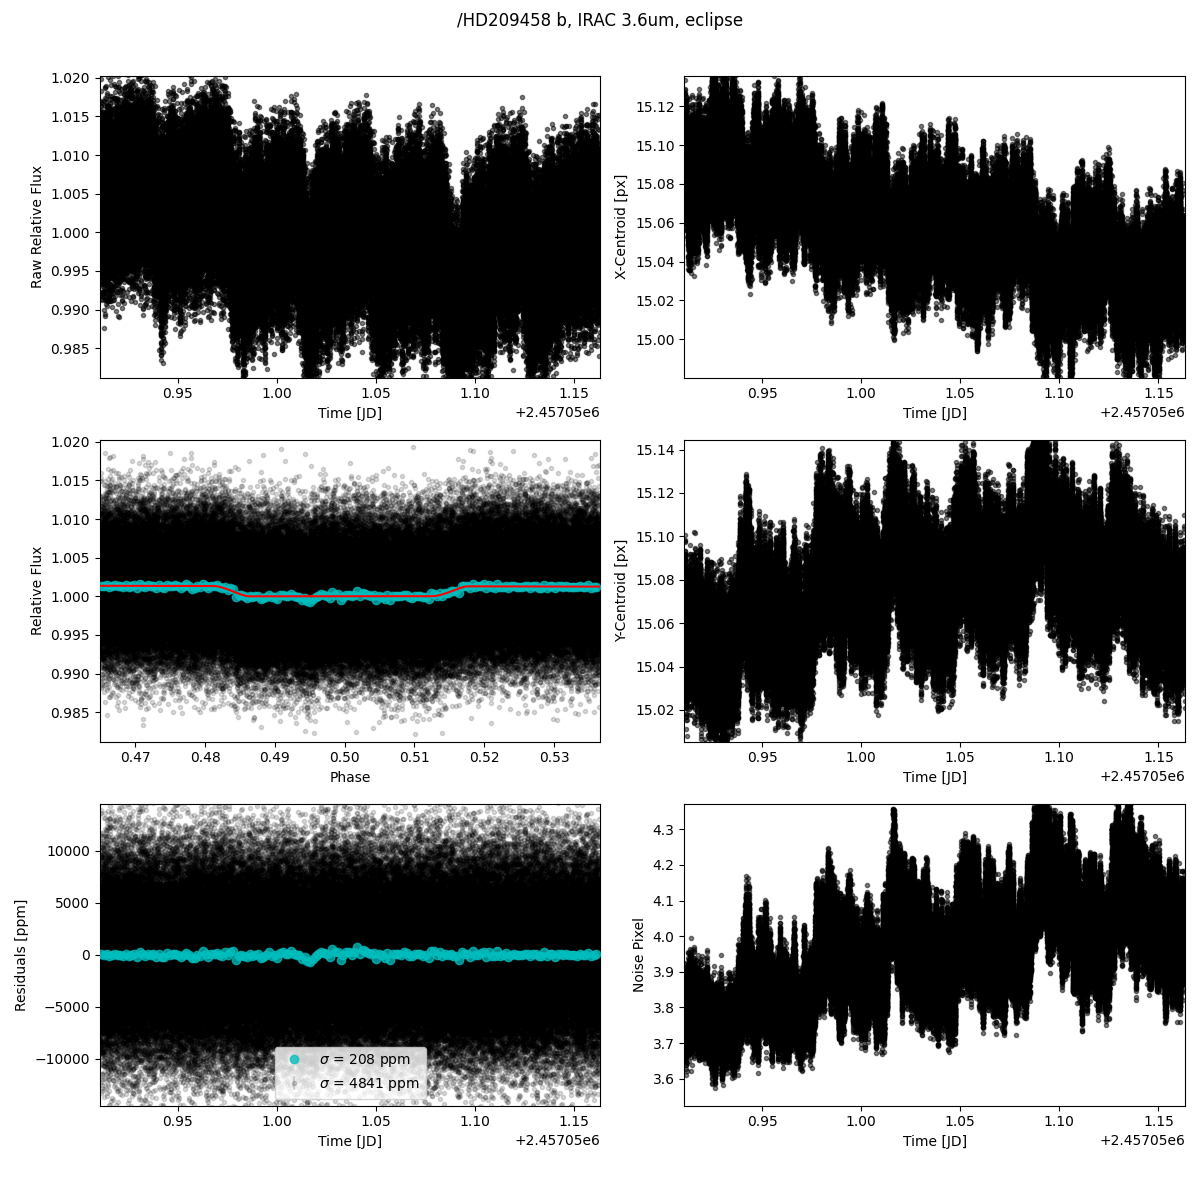 /HD209458 b, IRAC 3.6um, eclipse
1.020
1.015
1.010
1.005
1.000
0.995
0.990
0.985
Raw Relative Flux
0.95 1.00 1.05 1.10 1.15
Time [JD]
+2.45705e6
15.12
15.10
15.08
15.06
15.04
15.02
15.00
X-Centroid [px]
0.95 1.00 1.05 1.10 1.15
Time [JD]
+2.45705e6
1.020
1.015
1.010
1.005
1.000
0.995
0.990
0.985
Relative Flux
0.47 0.48 0.49 0.50 0.51 0.52 0.53
Phase
15.14
15.12
15.10
15.08
15.06
15.04
15.02
Y-Centroid [px]
0.95 1.00 1.05 1.10 1.15
Time [JD]
+2.45705e6
10000
5000
0
−5000
−10000
Residuals [ppm]
σ = 208 ppm
σ = 4841 ppm
0.95 1.00 1.05 1.10 1.15
Time [JD]
+2.45705e6
4.3
4.2
4.1
4.0
3.9
3.8
3.7
3.6
Noise Pixel
0.95 1.00 1.05 1.10 1.15
Time [JD]
+2.45705e6